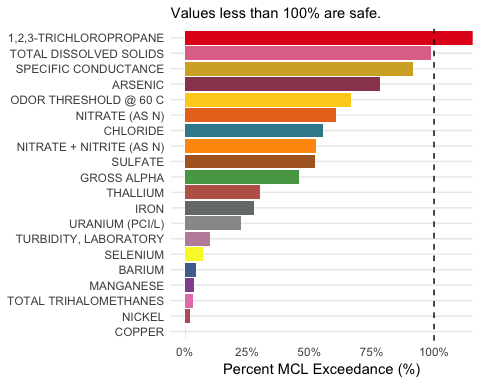 Values less than 100% are safe.
1,2,3-TRICHLOROPROPANE
TOTAL DISSOLVED SOLIDS
SPECIFIC CONDUCTANCE
ARSENIC
ODOR THRESHOLD @ 60 C
NITRATE (AS N)
CHLORIDE
NITRATE + NITRITE (AS N)
SULFATE
GROSS ALPHA
THALLIUM
IRON
URANIUM (PCI/L)
TURBIDITY, LABORATORY
SELENIUM
BARIUM
MANGANESE
TOTAL TRIHALOMETHANES
NICKEL
COPPER
0% 25% 50% 75% 100%
Percent MCL Exceedance (%)